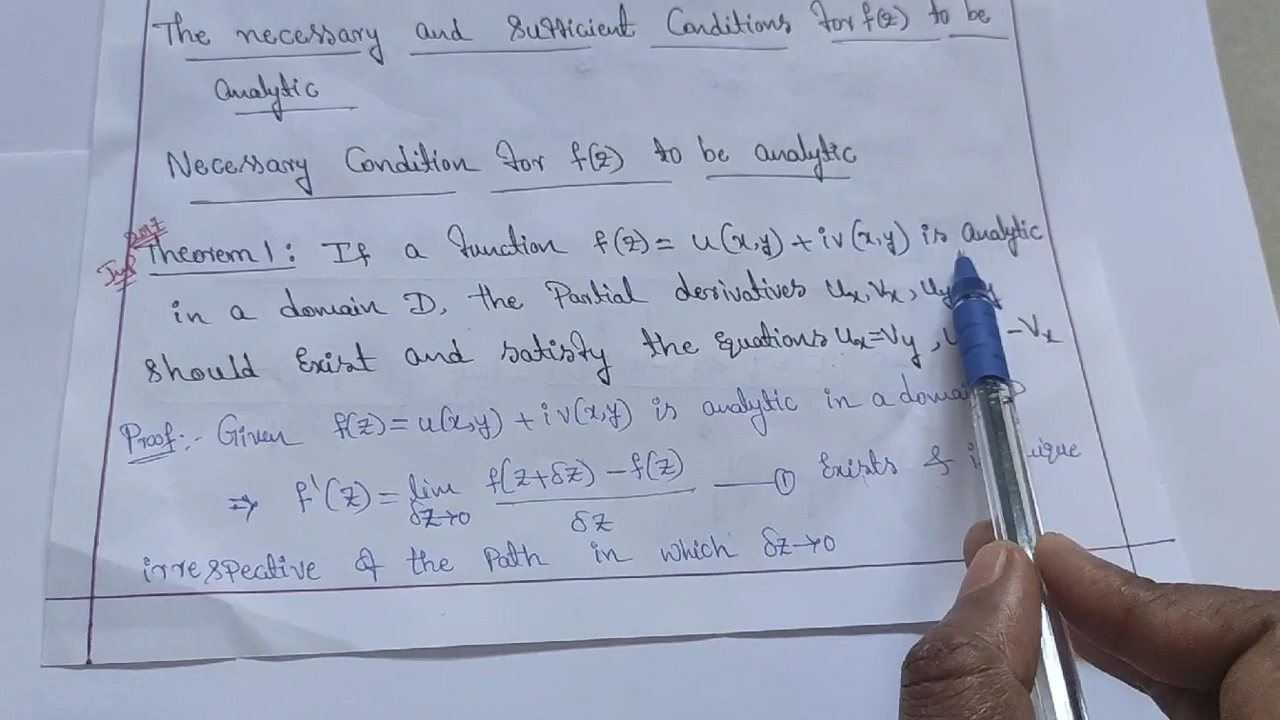 The necessary and Sufficient Conditions for f(z) to be
analytic
Necessary Condition for f(z) to be analytic
Theorem 1: If a function f(z) = u(x,y) + iv(x,y) is analytic
in a domain D, the Partial derivatives ux, vx, uy
should Exist and satisfy the equations ux = vy, -vx
Proof:- Given f(z) = u(x,y) + iv(x,y) is analytic in a domain D
⇒ f'(z) = lim δz→0 f(z+δz) - f(z) / δz —① Exists &
irrespective of the Path in which δz→0